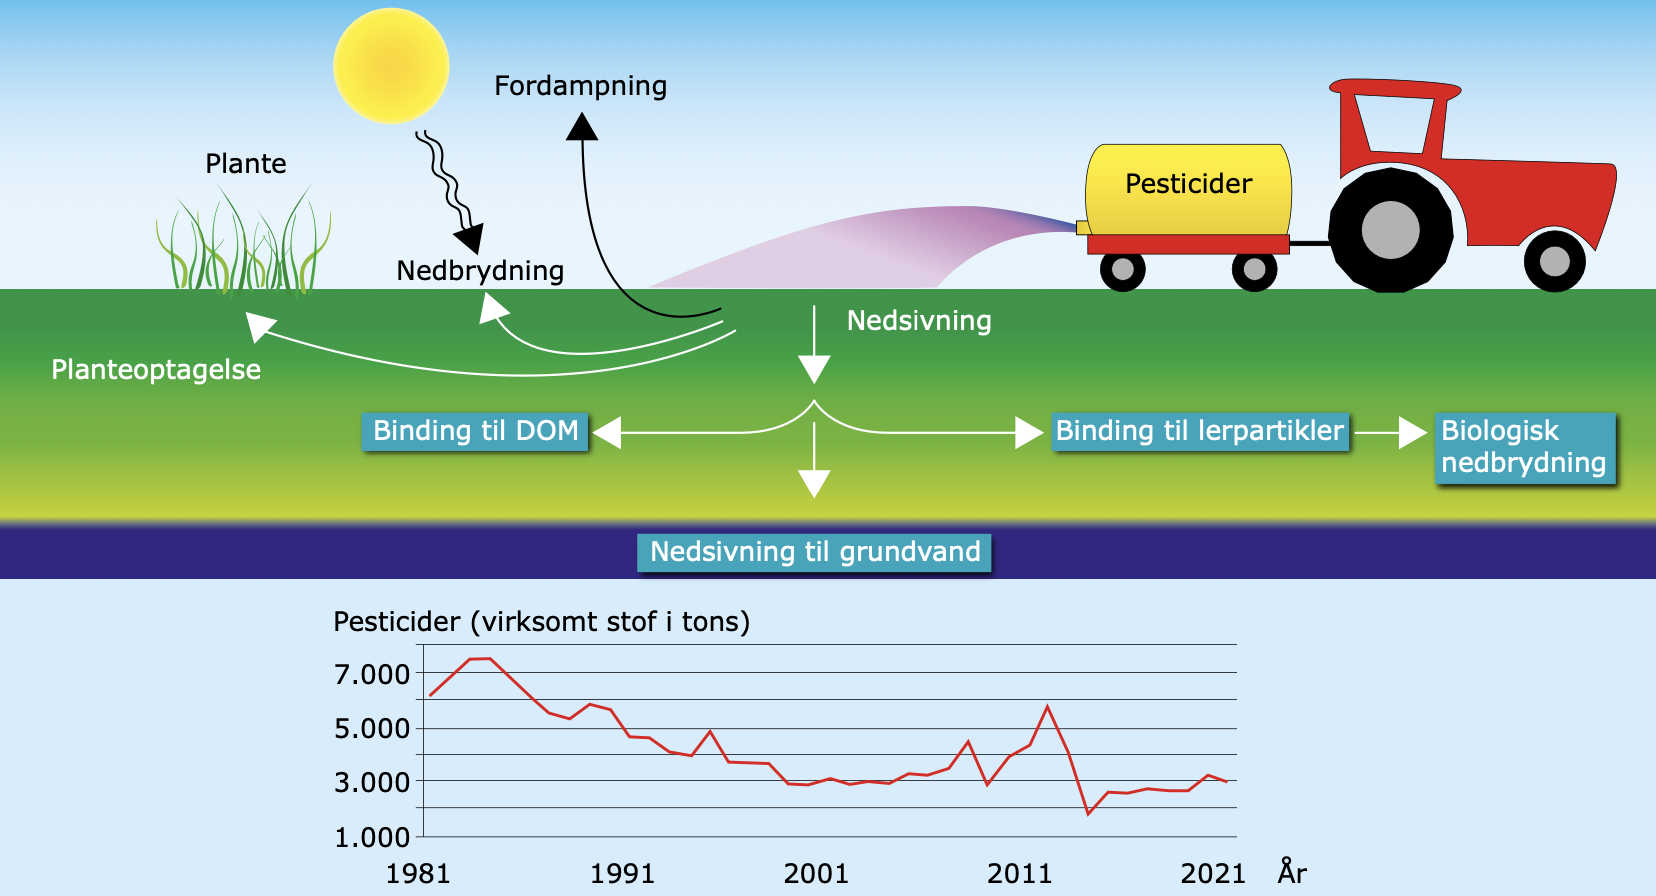 Fordampning
Plante
Pesticider
Nedbrydning
Nedsivning
Planteoptagelse
Binding til DOM
Binding til lerpartikler
Biologisk
nedbrydning
Nedsivning til grundvand
Pesticider (virksomt stof i tons)
7.000
5.000
3.000
1.000
1981 1991 2001 2011 2021 År